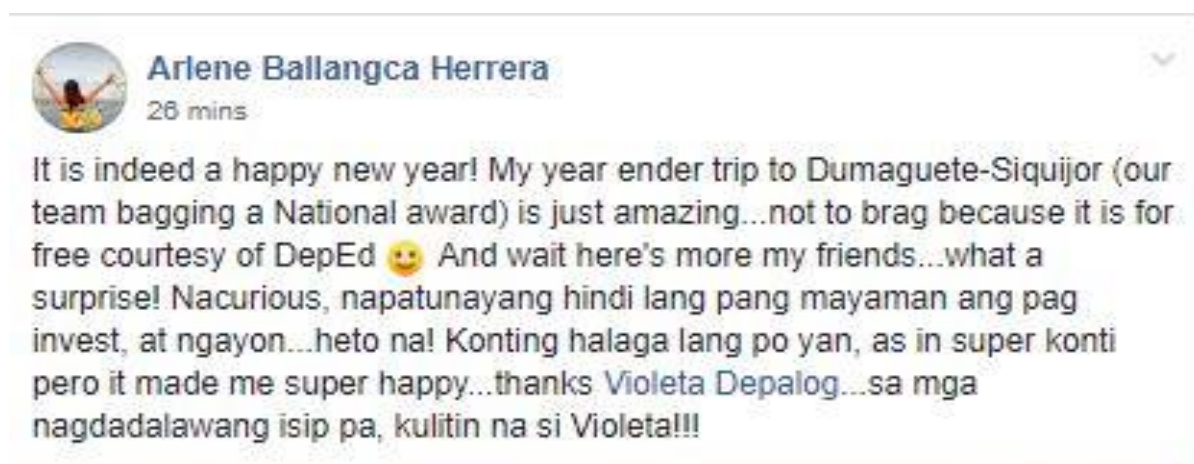 Arlene Ballangca Herrera
26 mins
It is indeed a happy new year! My year ender trip to Dumaguete-Siquijor (our
team bagging a National award) is just amazing...not to brag because it is for
free courtesy of DepEd 🙂 And wait here's more my friends...what a
surprise! Nacurious, napatunayang hindi lang pang mayaman ang pag
invest, at ngayon...heto na! Konting halaga lang po yan, as in super konti
pero it made me super happy...thanks Violeta Depalog...sa mga
nagdadalawang isip pa, kulitin na si Violeta!!!